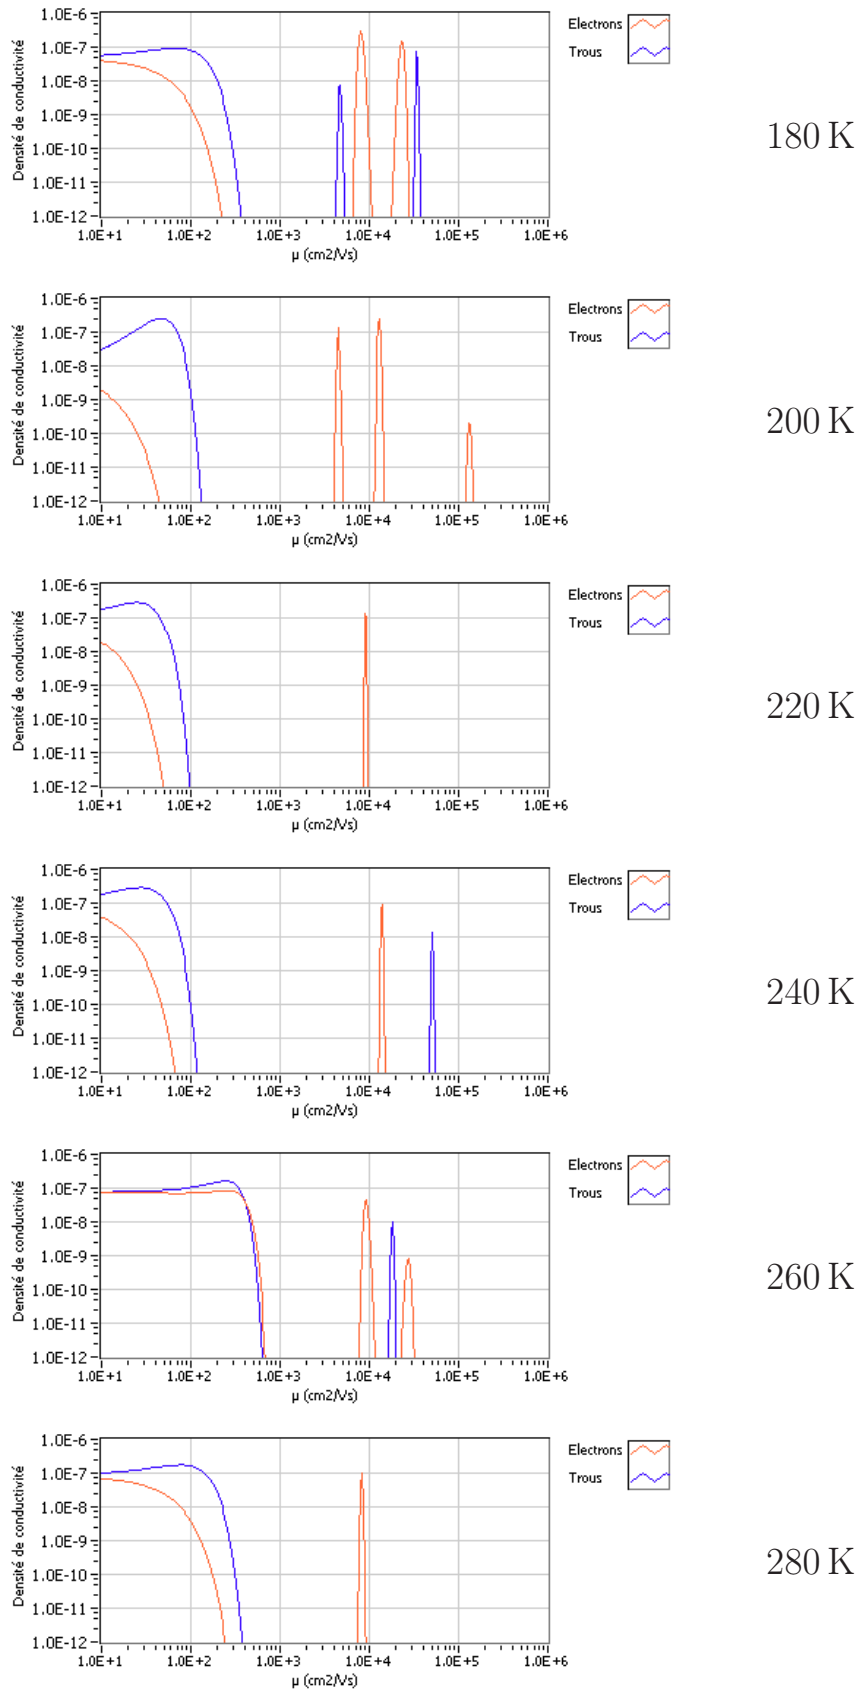 1.0E-6
1.0E-7
1.0E-8
1.0E-9
1.0E-10
1.0E-11
1.0E-12
Densité de conductivité
1.0E+1 1.0E+2 1.0E+3 1.0E+4 1.0E+5 1.0E+6
µ (cm2/Vs)
Electrons
Trous
180 K
1.0E-6
1.0E-7
1.0E-8
1.0E-9
1.0E-10
1.0E-11
1.0E-12
Densité de conductivité
1.0E+1 1.0E+2 1.0E+3 1.0E+4 1.0E+5 1.0E+6
µ (cm2/Vs)
Electrons
Trous
200 K
1.0E-6
1.0E-7
1.0E-8
1.0E-9
1.0E-10
1.0E-11
1.0E-12
Densité de conductivité
1.0E+1 1.0E+2 1.0E+3 1.0E+4 1.0E+5 1.0E+6
µ (cm2/Vs)
Electrons
Trous
220 K
1.0E-6
1.0E-7
1.0E-8
1.0E-9
1.0E-10
1.0E-11
1.0E-12
Densité de conductivité
1.0E+1 1.0E+2 1.0E+3 1.0E+4 1.0E+5 1.0E+6
µ (cm2/Vs)
Electrons
Trous
240 K
1.0E-6
1.0E-7
1.0E-8
1.0E-9
1.0E-10
1.0E-11
1.0E-12
Densité de conductivité
1.0E+1 1.0E+2 1.0E+3 1.0E+4 1.0E+5 1.0E+6
µ (cm2/Vs)
Electrons
Trous
260 K
1.0E-6
1.0E-7
1.0E-8
1.0E-9
1.0E-10
1.0E-11
1.0E-12
Densité de conductivité
1.0E+1 1.0E+2 1.0E+3 1.0E+4 1.0E+5 1.0E+6
µ (cm2/Vs)
Electrons
Trous
280 K